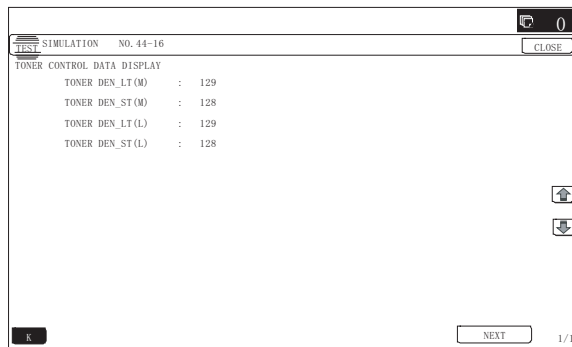 0
TEST SIMULATION NO.44-16 CLOSE
TONER CONTROL DATA DISPLAY
TONER DEN_LT(M) : 129
TONER DEN_ST(M) : 128
TONER DEN_LT(L) : 129
TONER DEN_ST(L) : 128
K NEXT 1/1